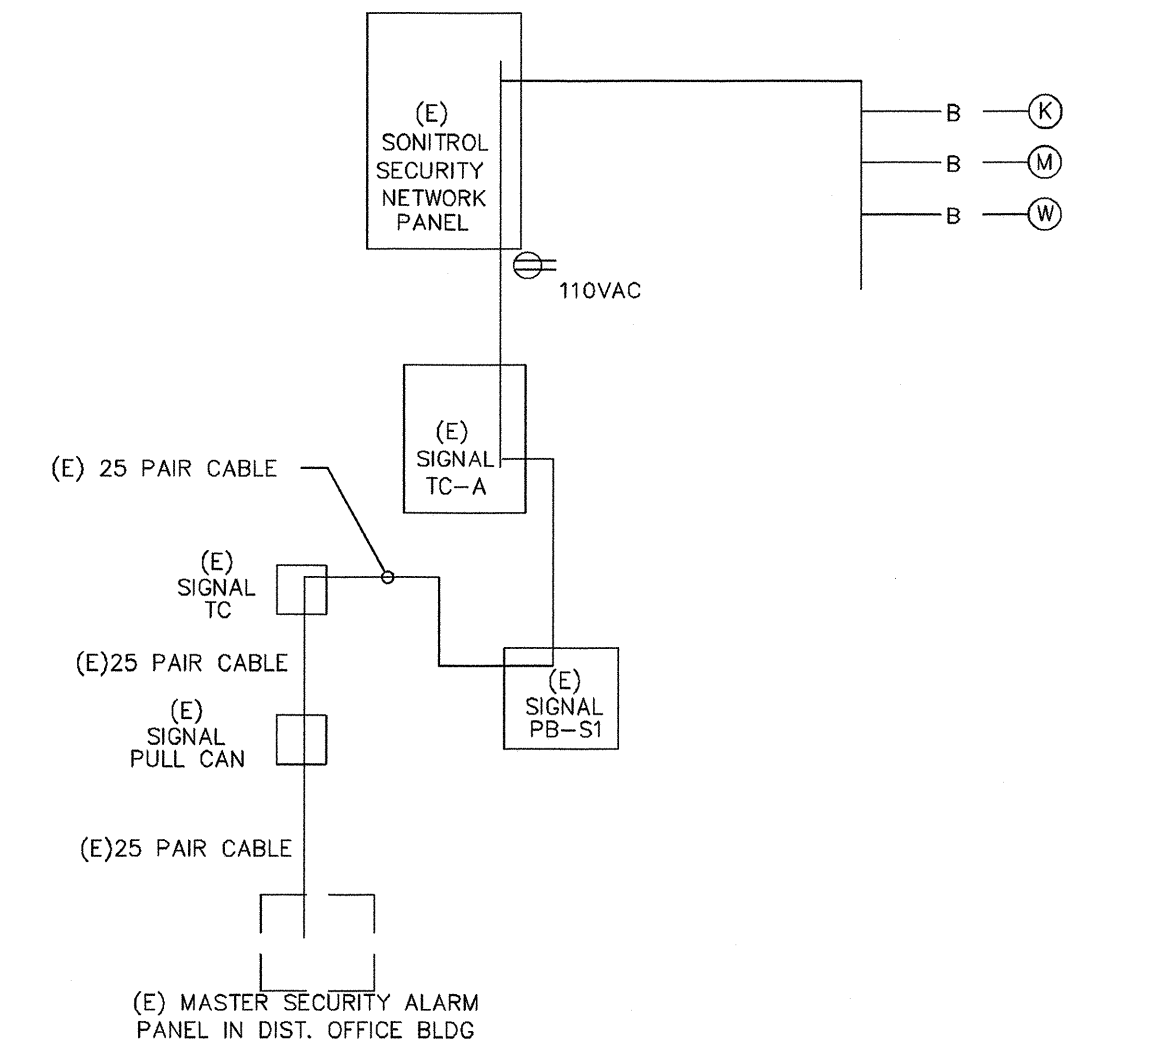 (E)
SONITROL
SECURITY
NETWORK
PANEL
B K
B M
B W
110VAC
(E)
SIGNAL
TC-A
(E) 25 PAIR CABLE
(E)
SIGNAL
TC
(E)25 PAIR CABLE
(E)
SIGNAL
PB-S1
(E)
SIGNAL
PULL CAN
(E)25 PAIR CABLE
(E) MASTER SECURITY ALARM
PANEL IN DIST. OFFICE BLDG